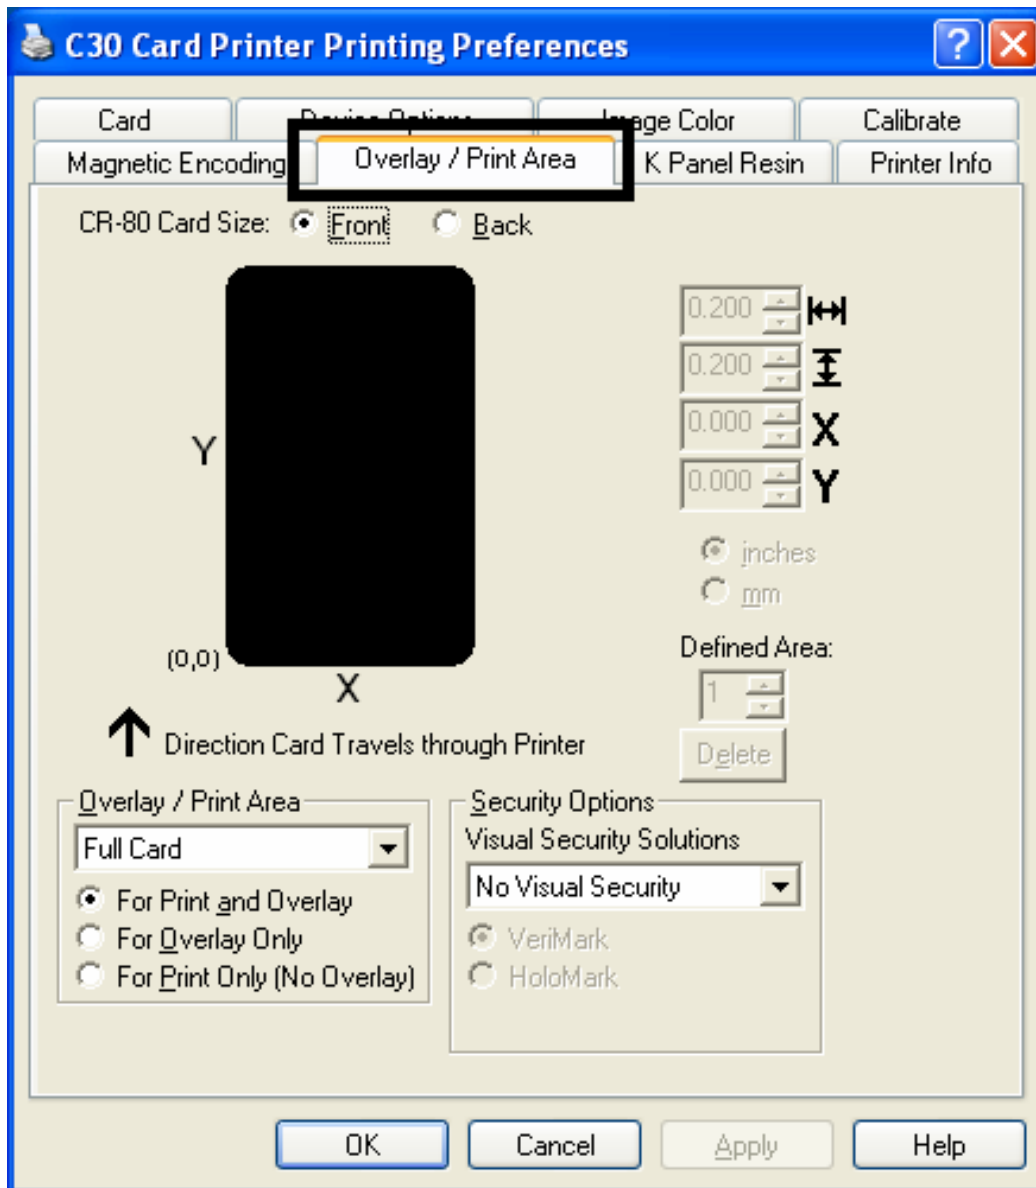 C30 Card Printer Printing Preferences
Card Device Options Image Color Calibrate
Magnetic Encoding Overlay / Print Area K Panel Resin Printer Info
CR-80 Card Size: Front Back
0.200
0.200
0.000 X
0.000 Y
Y
inches
mm
(0,0)
X
Defined Area:
1
Delete
Direction Card Travels through Printer
Overlay / Print Area
Full Card
For Print and Overlay
For Overlay Only
For Print Only (No Overlay)
Security Options
Visual Security Solutions
No Visual Security
VeriMark
HoloMark
OK Cancel Apply Help